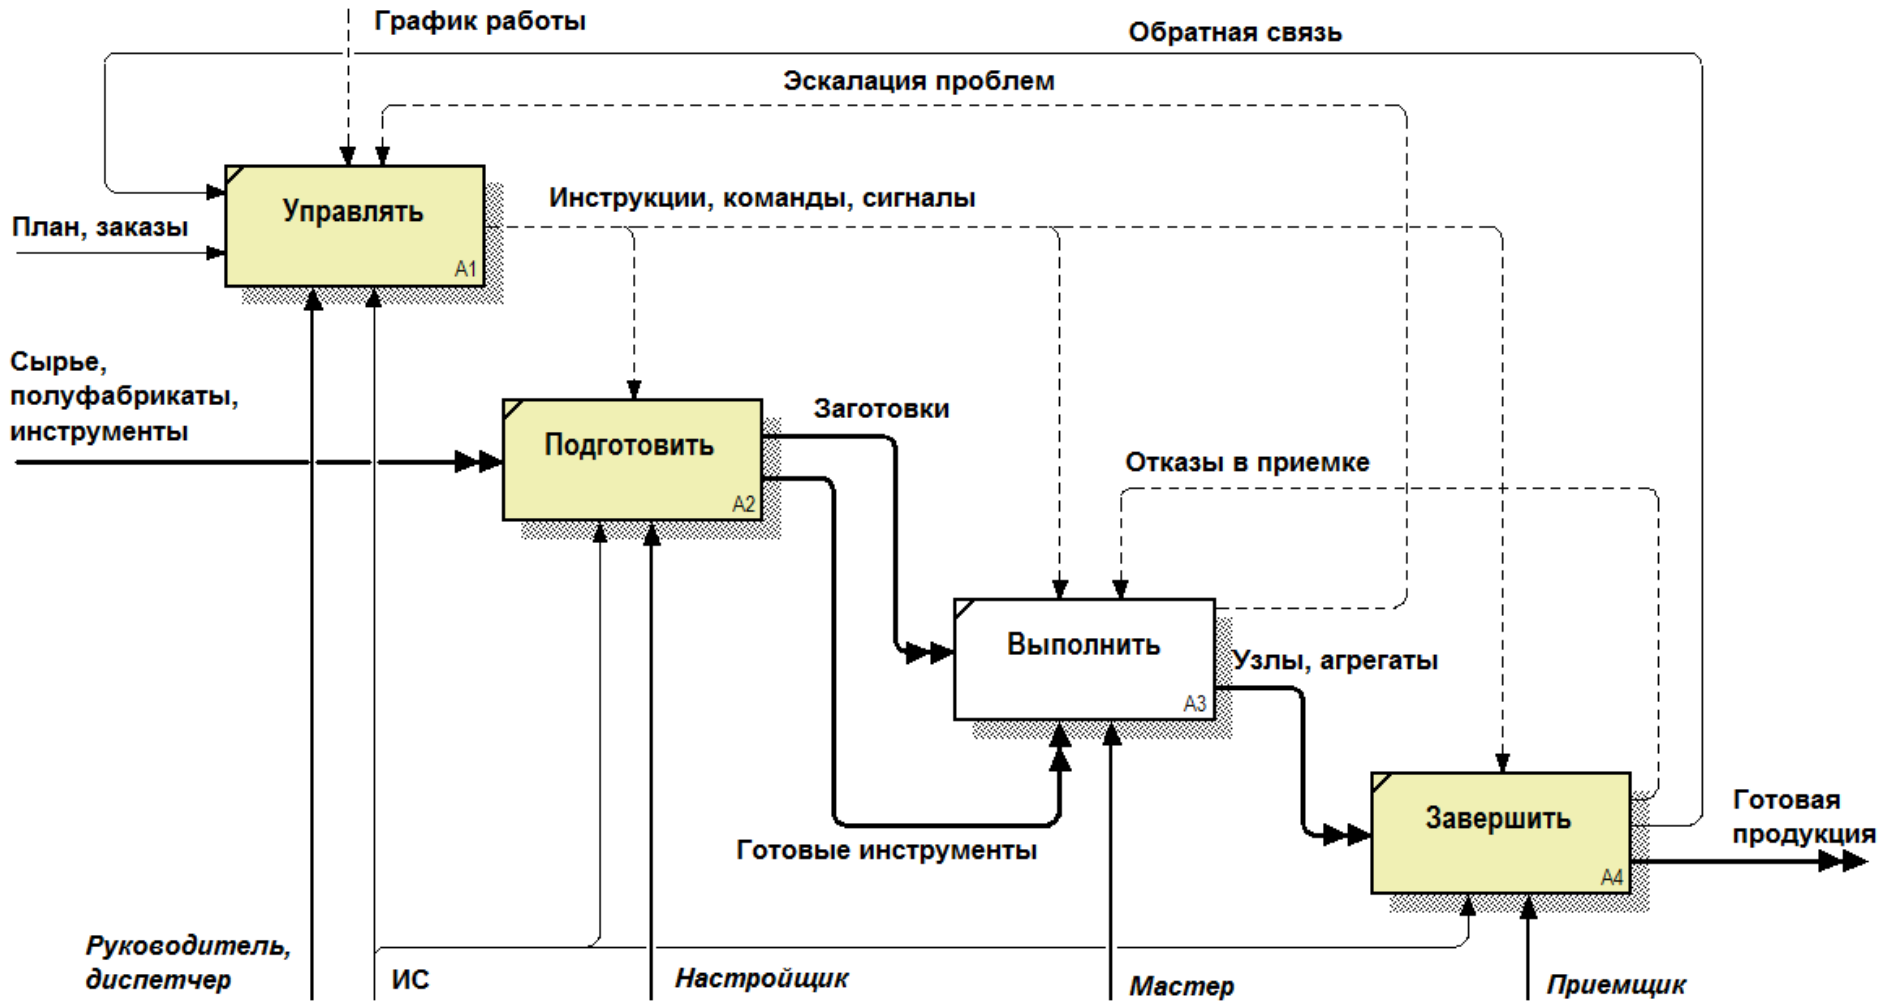 График работы
Обратная связь
Эскалация проблем
Инструкции, команды, сигналы
Управлять
План, заказы
A1
Сырье,
полуфабрикаты,
инструменты
Заготовки
Подготовить
A2
Отказы в приемке
Выполнить
Узлы, агрегаты
A3
Готовая
продукция
Завершить
Готовые инструменты
A4
Руководитель,
диспетчер
ИС
Настройщик
Мастер
Приемщик